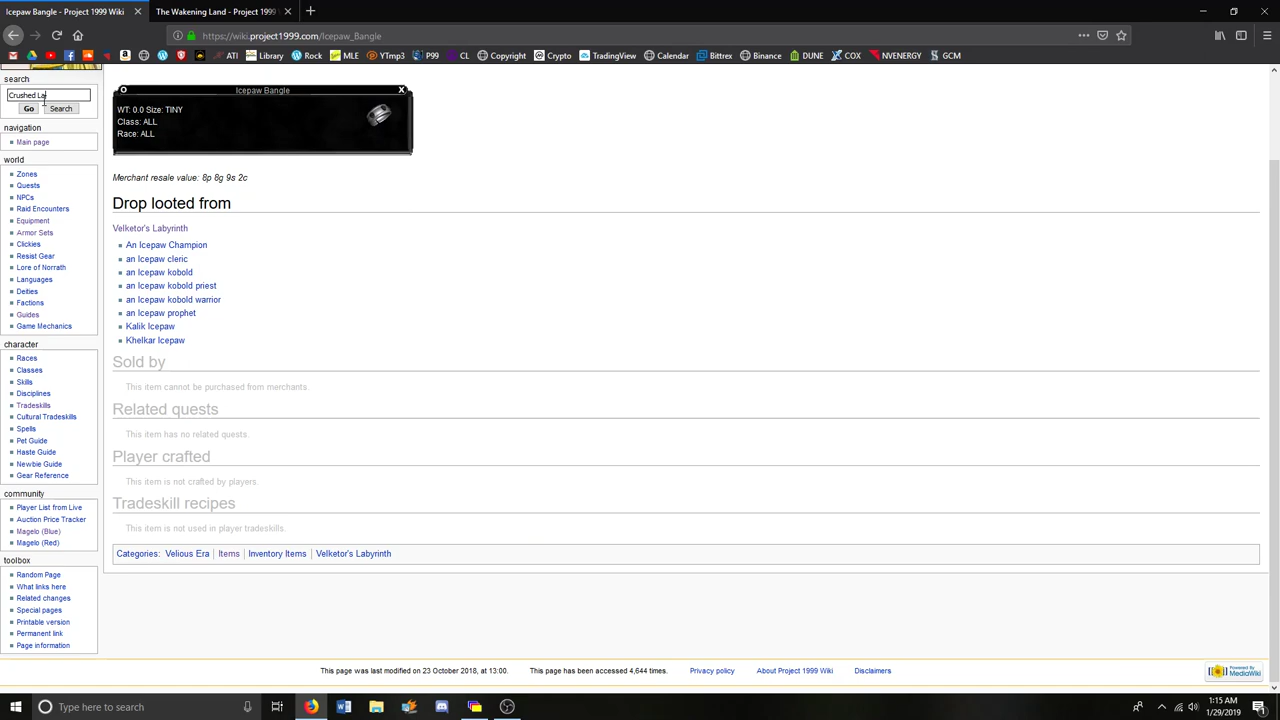 Icepaw Bangle - Project 1999 Wiki
The Wakening Land - Project 1999
https://wiki.project1999.com/Icepaw_Bangle
ATI Library Rock MLE YTmp3 P99 CL Copyright Crypto TradingView Calendar Bittrex Binance DUNE COX NVENERGY GCM
search
Crushed La
Go Search
navigation
Main page
world
Zones
Quests
NPCs
Raid Encounters
Equipment
Armor Sets
Clickies
Resist Gear
Lore of Norrath
Languages
Deities
Factions
Guides
Game Mechanics
character
Races
Classes
Skills
Disciplines
Tradeskills
Cultural Tradeskills
Spells
Pet Guide
Haste Guide
Newbie Guide
Gear Reference
community
Player List from Live
Auction Price Tracker
Magelo (Blue)
Magelo (Red)
toolbox
Random Page
What links here
Related changes
Special pages
Printable version
Permanent link
Page information
Icepaw Bangle
WT: 0.0 Size: TINY
Class: ALL
Race: ALL
Merchant resale value: 8p 8g 9s 2c
Drop looted from
Velketor's Labyrinth
An Icepaw Champion
an Icepaw cleric
an Icepaw kobold
an Icepaw kobold priest
an Icepaw kobold warrior
an Icepaw prophet
Kalik Icepaw
Khelkar Icepaw
Sold by
This item cannot be purchased from merchants.
Related quests
This item has no related quests.
Player crafted
This item is not crafted by players.
Tradeskill recipes
This item is not used in player tradeskills.
Categories: Velious Era | Items | Inventory Items | Velketor's Labyrinth
This page was last modified on 23 October 2018, at 13:00. This page has been accessed 4,644 times. Privacy policy About Project 1999 Wiki Disclaimers
Powered By
MediaWiki
Type here to search
1:15 AM
1/29/2019